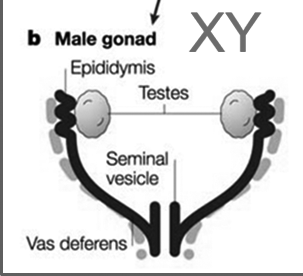 XY
b Male gonad
Epididymis
Testes
Seminal
vesicle
Vas deferens